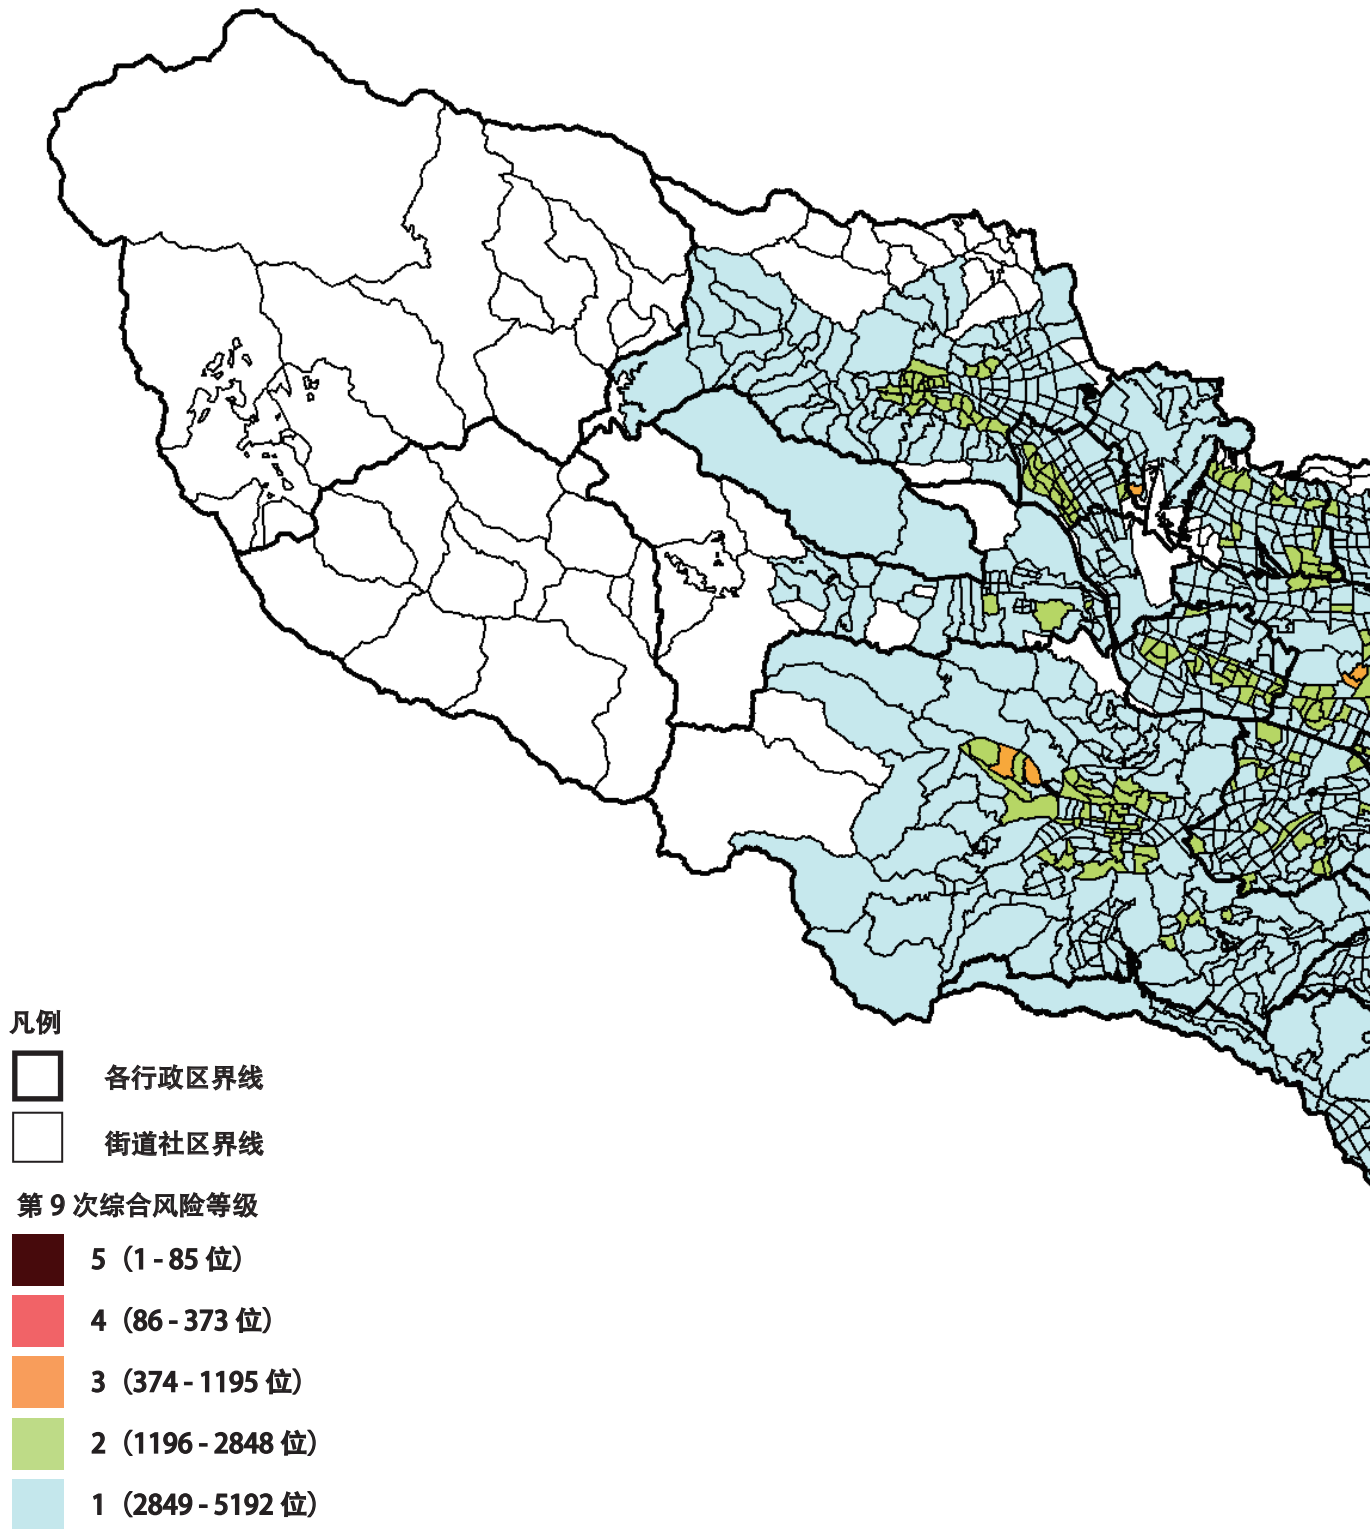 凡例
各行政区界线
街道社区界线
第 9 次综合风险等级
5（1 - 85 位）
4（86 - 373 位）
3（374 - 1195 位）
2（1196 - 2848 位）
1（2849 - 5192 位）